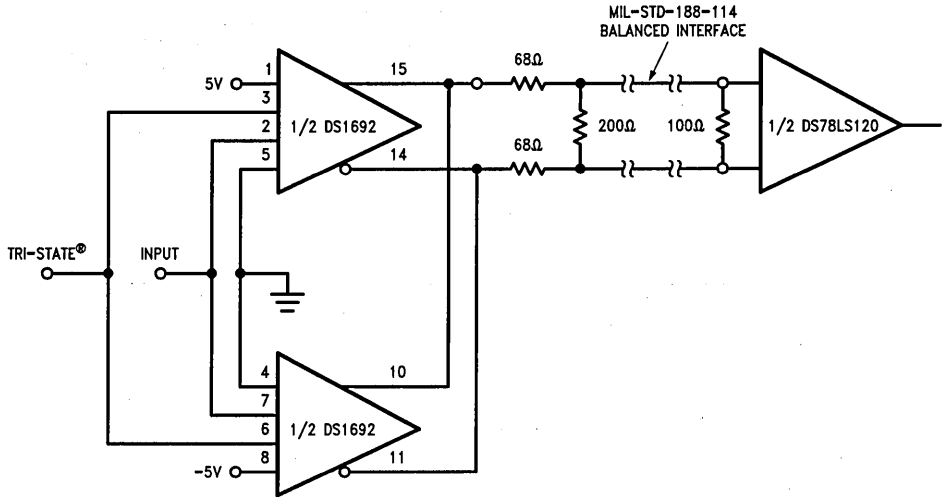 MIL-STD-188-114
BALANCED INTERFACE
68Ω
1
15
5V
3
2
1/2 DS1692
200Ω
100Ω
1/2 DS78LS120
5
14
68Ω
TRI-STATE®
INPUT
4
10
7
6
1/2 DS1692
11
-5V
8